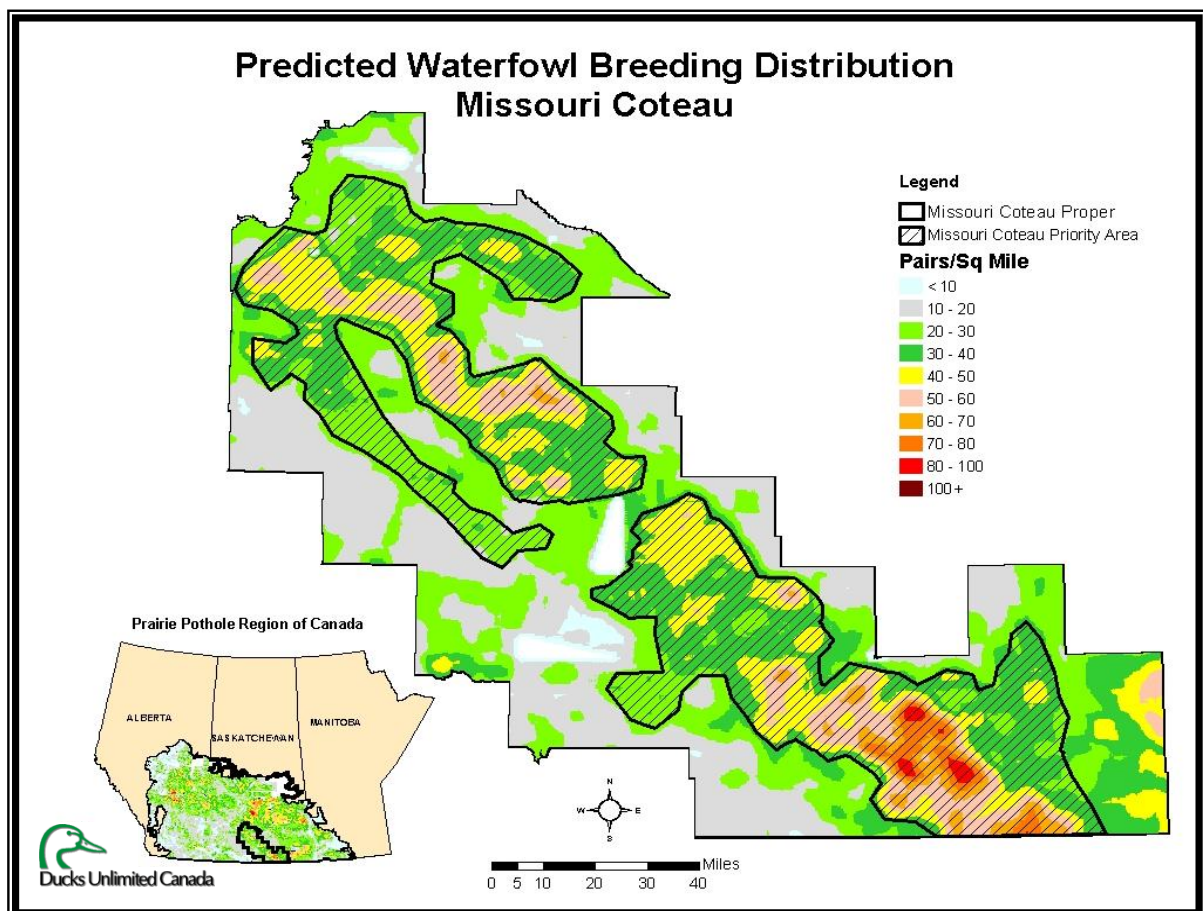 Predicted Waterfowl Breeding Distribution
Missouri Coteau
Legend
Missouri Coteau Proper
Missouri Coteau Priority Area
Pairs/Sq Mile
< 10
10 - 20
20 - 30
30 - 40
40 - 50
50 - 60
60 - 70
70 - 80
80 - 100
100+
Prairie Pothole Region of Canada
ALBERTA
SASKATCHEWAN
MANITOBA
N
W E
S
Miles
0 5 10 20 30 40
Ducks Unlimited Canada